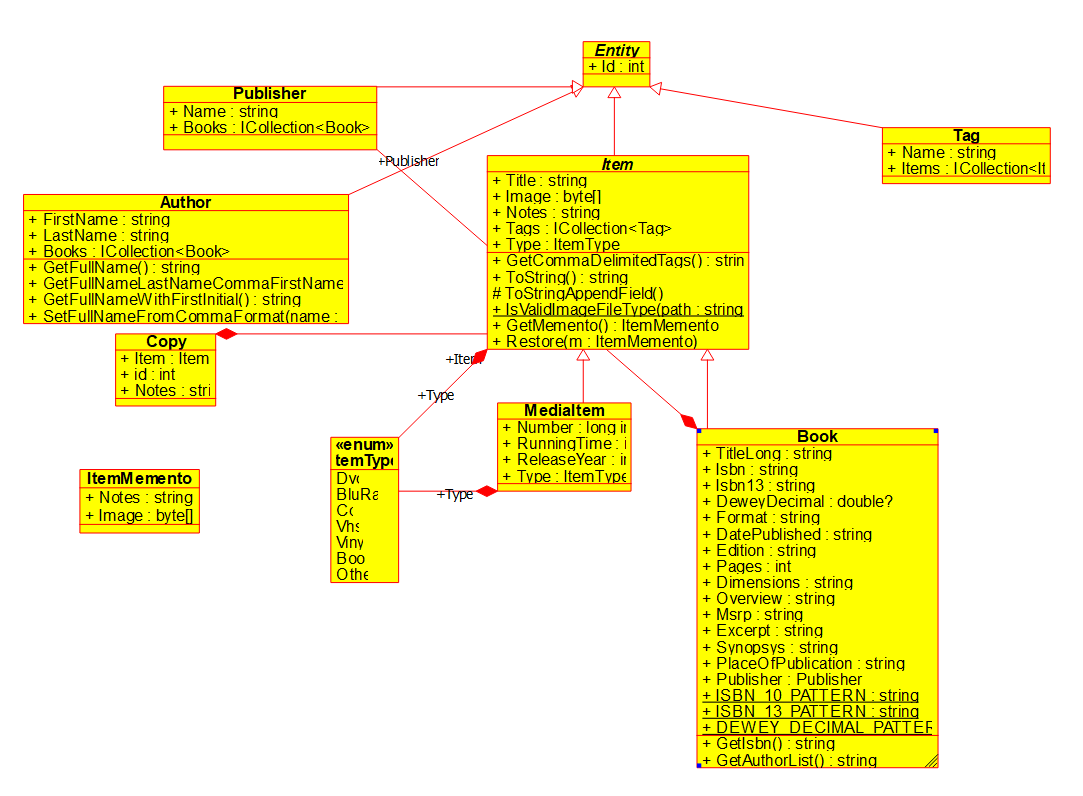 Entity
+ Id : int
Publisher
+ Name : string
+ Books : ICollection<Book>
Tag
+ Name : string
+ Items : ICollection<It
+Publisher
Item
+ Title : string
+ Image : byte[]
+ Notes : string
+ Tags : ICollection<Tag>
+ Type : ItemType
+ GetCommaDelimitedTags() : strin
+ ToString() : string
# ToStringAppendField()
+ IsValidImageFileType(path : string
+ GetMemento() : ItemMemento
+ Restore(m : ItemMemento)
Author
+ FirstName : string
+ LastName : string
+ Books : ICollection<Book>
+ GetFullName() : string
+ GetFullNameLastNameCommaFirstName
+ GetFullNameWithFirstInitial() : string
+ SetFullNameFromCommaFormat(name :
Copy
+ Item : Item
+ id : int
+ Notes : stri
+Item
+Type
MediaItem
+ Number : long in
+ RunningTime : i
+ ReleaseYear : in
+ Type : ItemType
«enum»
temType
Dvd
BluRa
Cd
Vhs
Viny
Boo
Othe
+Type
ItemMemento
+ Notes : string
+ Image : byte[]
Book
+ TitleLong : string
+ Isbn : string
+ Isbn13 : string
+ DeweyDecimal : double?
+ Format : string
+ DatePublished : string
+ Edition : string
+ Pages : int
+ Dimensions : string
+ Overview : string
+ Msrp : string
+ Excerpt : string
+ Synopsys : string
+ PlaceOfPublication : string
+ Publisher : Publisher
+ ISBN_10_PATTERN : string
+ ISBN_13_PATTERN : string
+ DEWEY_DECIMAL_PATTER
+ GetIsbn() : string
+ GetAuthorList() : string